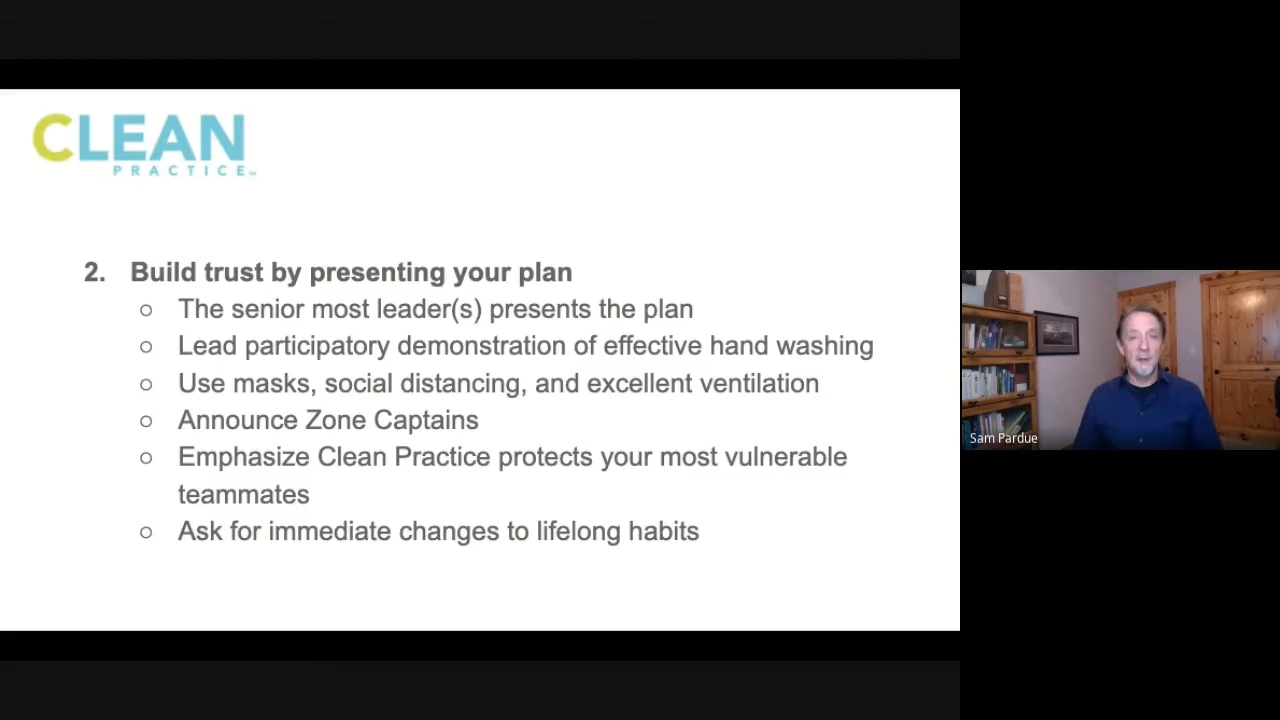 CLEAN
PRACTICE™
2. Build trust by presenting your plan
○ The senior most leader(s) presents the plan
○ Lead participatory demonstration of effective hand washing
○ Use masks, social distancing, and excellent ventilation
○ Announce Zone Captains
○ Emphasize Clean Practice protects your most vulnerable
teammates
○ Ask for immediate changes to lifelong habits
Sam Pardue